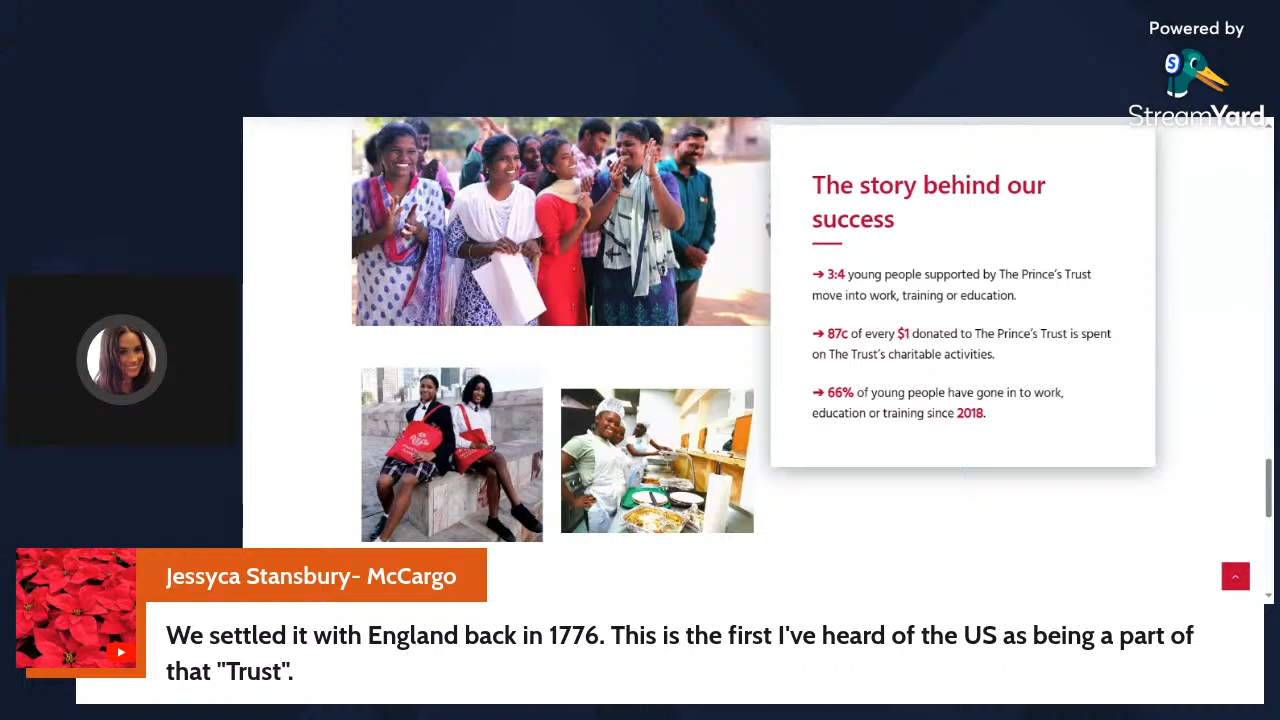 Powered by
StreamYard
The story behind our
success
➔ 3:4 young people supported by The Prince's Trust
move into work, training or education.
➔ 87c of every $1 donated to The Prince's Trust is spent
on The Trust's charitable activities.
➔ 66% of young people have gone in to work,
education or training since 2018.
Jessyca Stansbury- McCargo
We settled it with England back in 1776. This is the first I've heard of the US as being a part of
that "Trust".